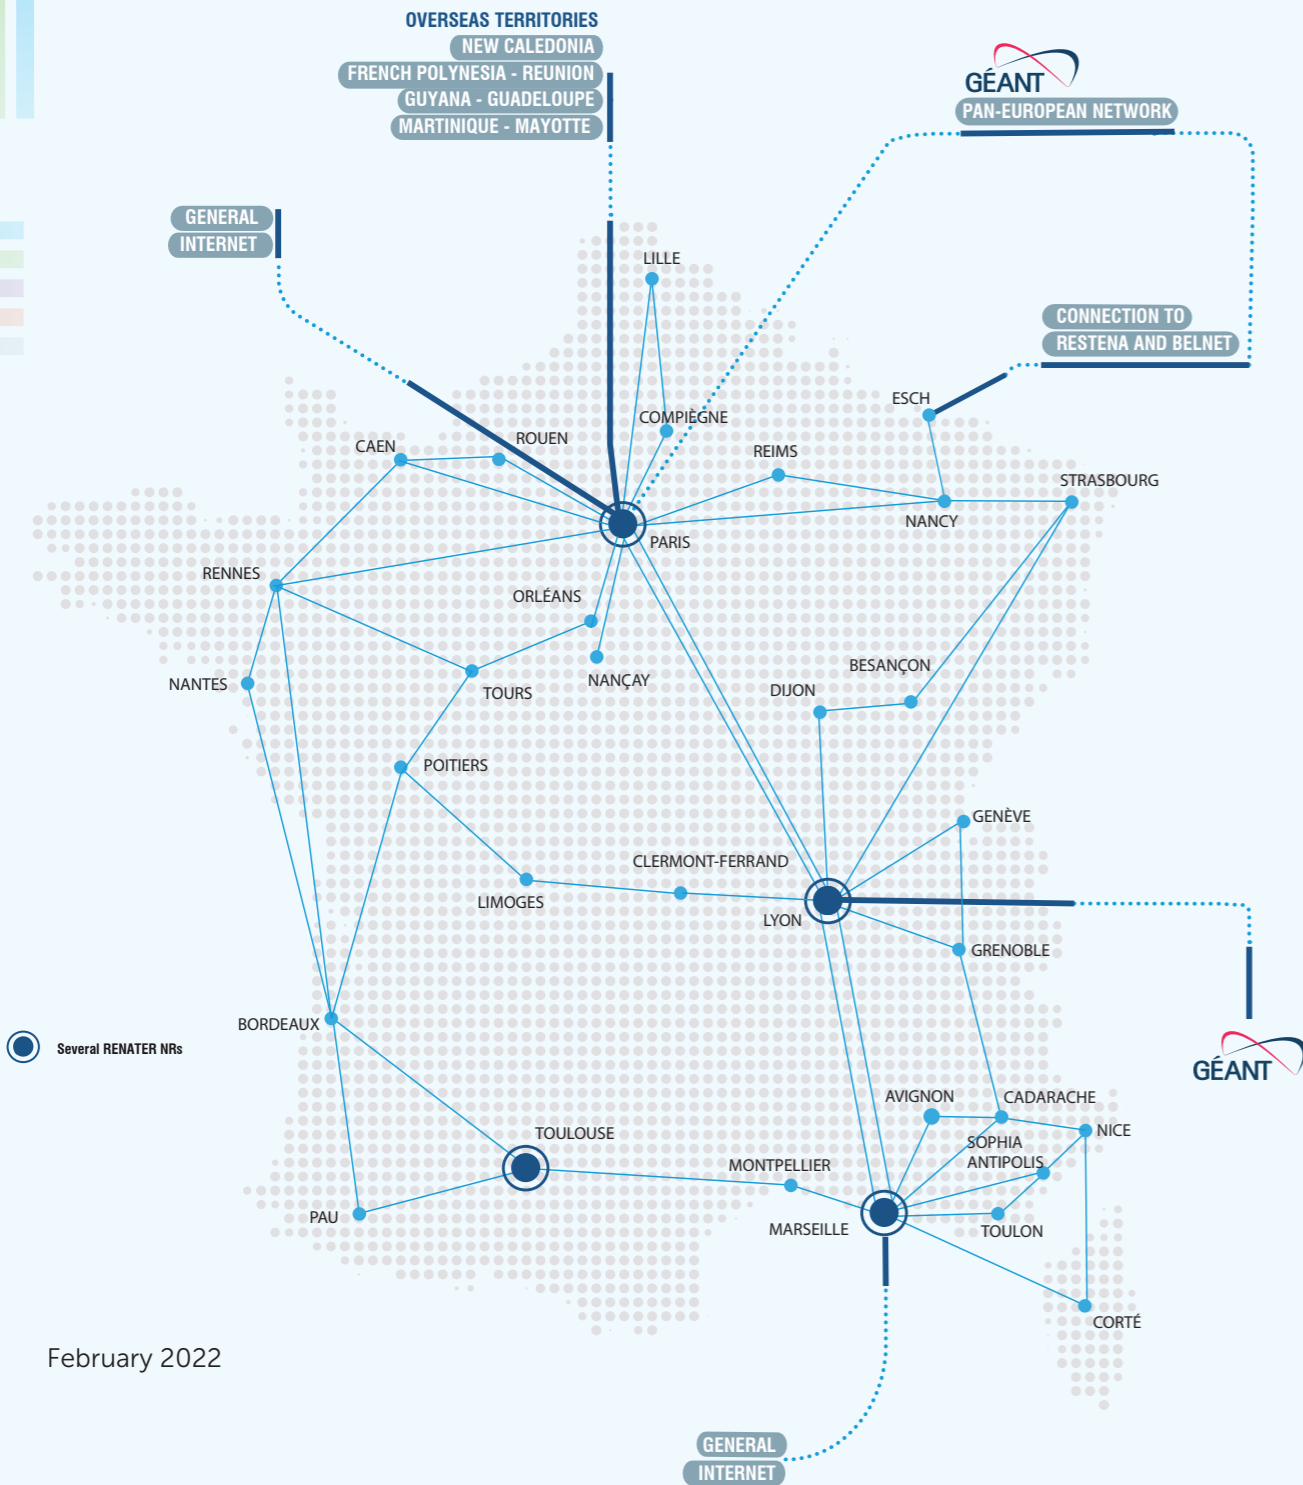 OVERSEAS TERRITORIES
NEW CALEDONIA
FRENCH POLYNESIA - REUNION
GUYANA - GUADELOUPE
MARTINIQUE - MAYOTTE
GÉANT
PAN-EUROPEAN NETWORK
GENERAL
INTERNET
LILLE
CONNECTION TO
RESTENA AND BELNET
ESCH
COMPIÈGNE
CAEN
ROUEN
REIMS
STRASBOURG
NANCY
PARIS
RENNES
ORLÉANS
NANTES
TOURS
NANÇAY
BESANÇON
DIJON
POITIERS
GENÈVE
CLERMONT-FERRAND
LIMOGES
LYON
GRENOBLE
BORDEAUX
Several RENATER NRs
GÉANT
AVIGNON
CADARACHE
NICE
TOULOUSE
SOPHIA
ANTIPOLIS
MONTPELLIER
PAU
MARSEILLE
TOULON
CORTÉ
February 2022
GENERAL
INTERNET